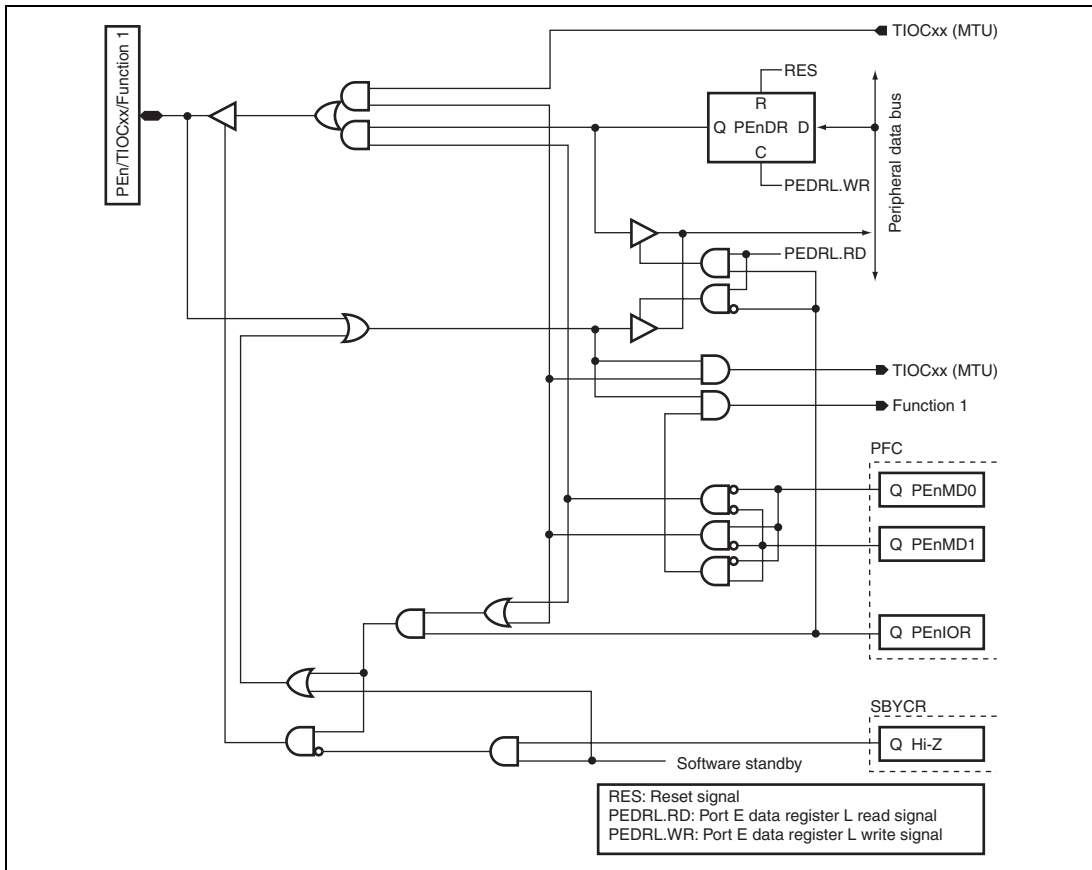 PEn/TIOCxx/Function 1
TIOCxx (MTU)
RES
R
Q PEnDR D
C
PEDRL.WR
Peripheral data bus
PEDRL.RD
TIOCxx (MTU)
Function 1
PFC
Q PEnMD0
Q PEnMD1
Q PEnIOR
SBYCR
Q Hi-Z
Software standby
RES: Reset signal
PEDRL.RD: Port E data register L read signal
PEDRL.WR: Port E data register L write signal